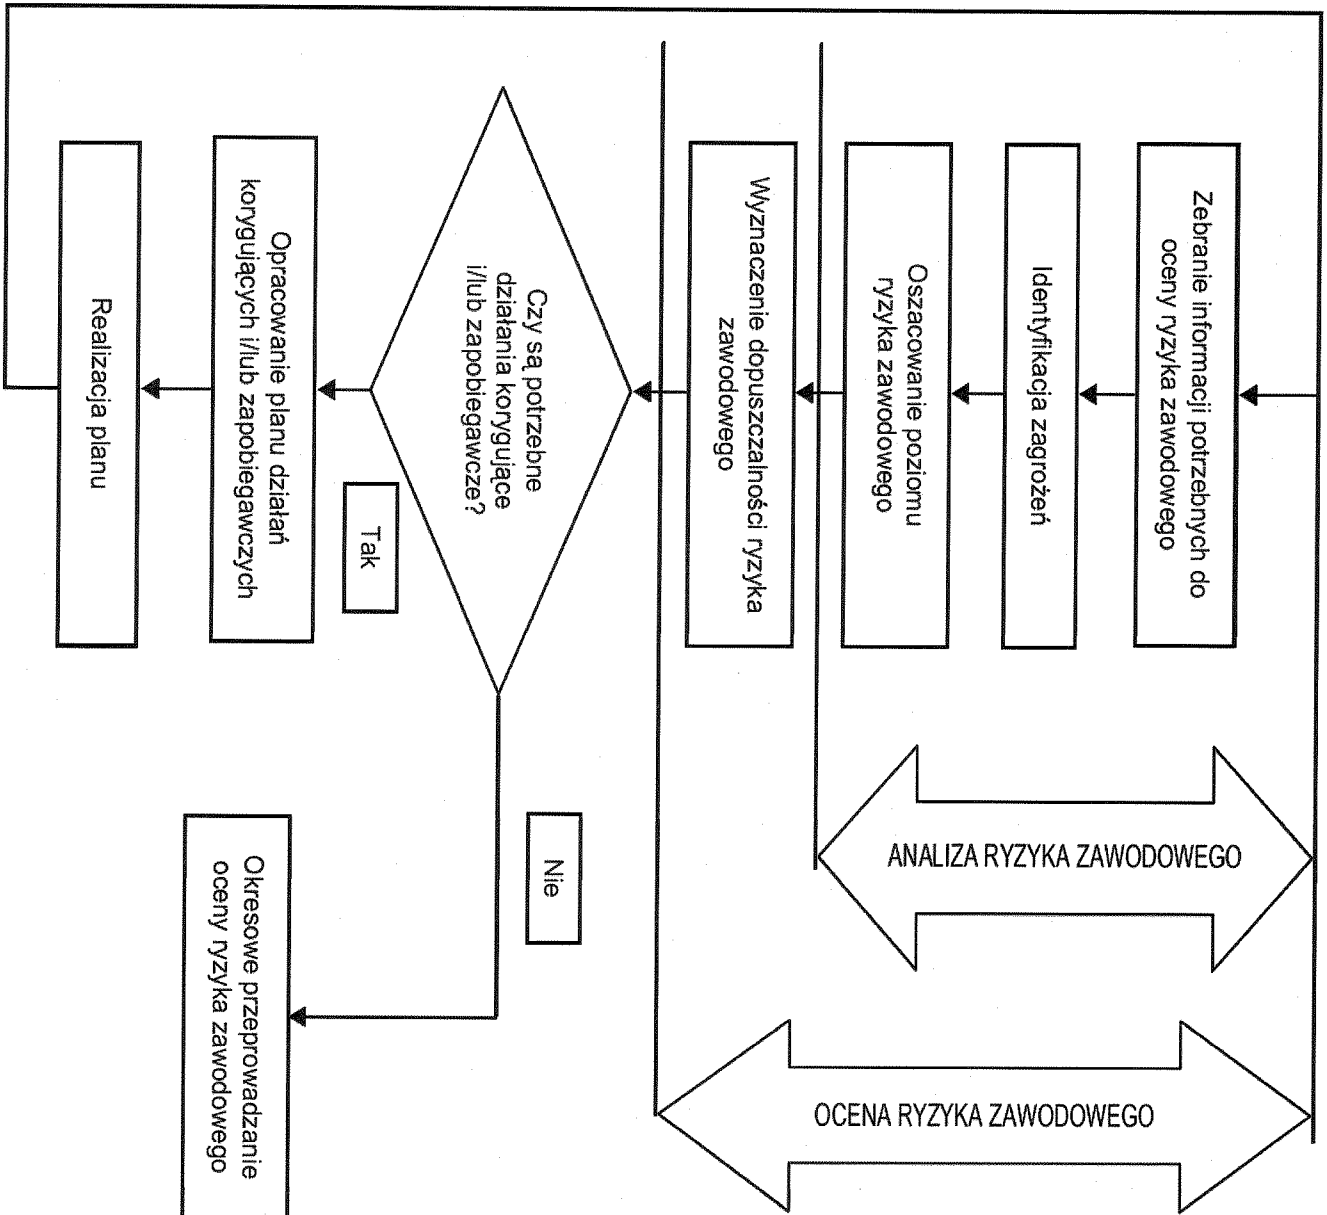 Zebranie informacji potrzebnych do
oceny ryzyka zawodowego
Identyfikacja zagrożeń
Oszacowanie poziomu
ryzyka zawodowego
Wyznaczenie dopuszczalności ryzyka
zawodowego
Czy są potrzebne
działania korygujące
i/lub zapobiegawcze?
Tak
Opracowanie planu działań
korygujących i/lub zapobiegawczych
Realizacja planu
Nie
Okresowe przeprowadzanie
oceny ryzyka zawodowego
ANALIZA RYZYKA ZAWODOWEGO
OCENA RYZYKA ZAWODOWEGO